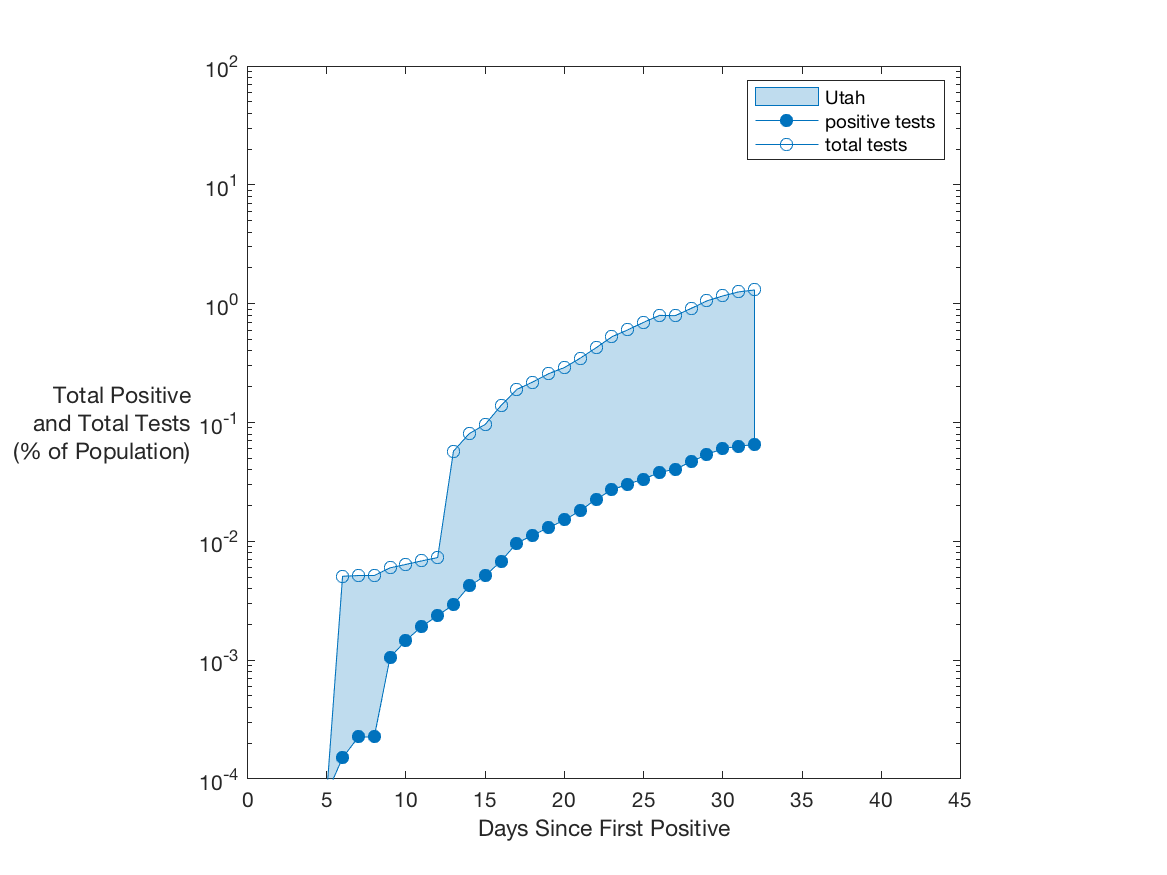 10^2
10^1
10^0
10^-1
10^-2
10^-3
10^-4
Total Positive
and Total Tests
(% of Population)
Utah
positive tests
total tests
0 5 10 15 20 25 30 35 40 45
Days Since First Positive